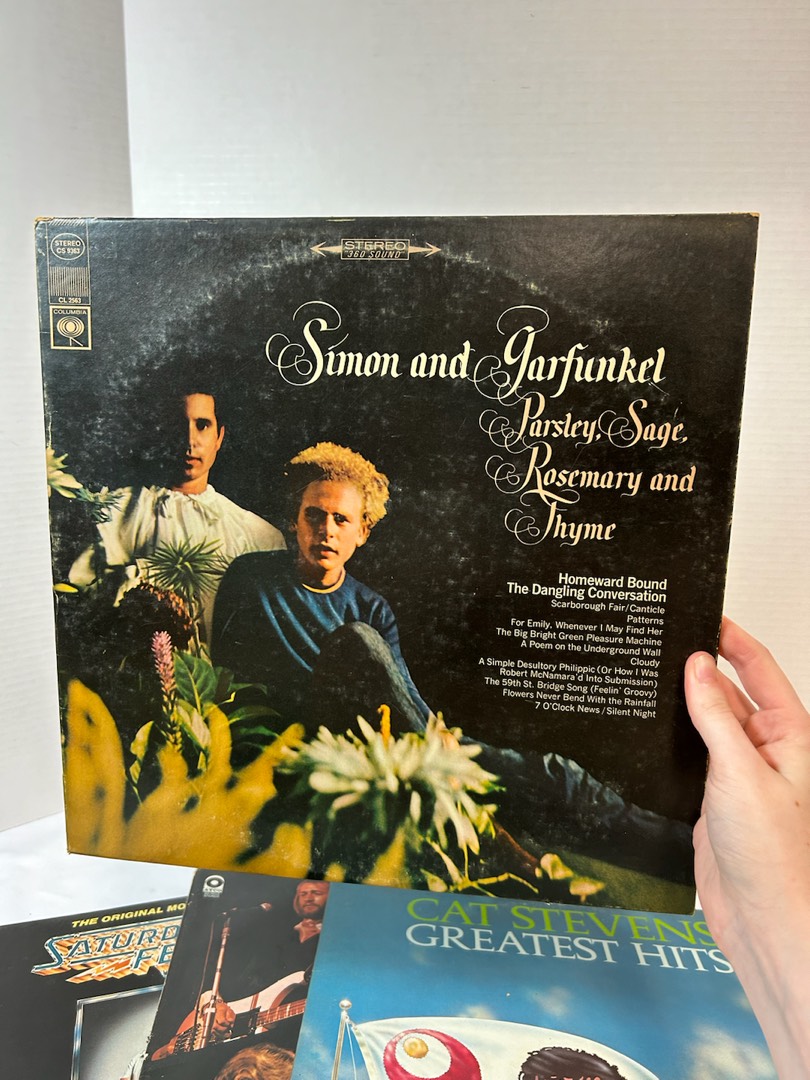 STEREO
CS 9363
CL 2563
COLUMBIA
STEREO
"360 SOUND"
Simon and Garfunkel
Parsley, Sage,
Rosemary and
Thyme
Homeward Bound
The Dangling Conversation
Scarborough Fair/Canticle
Patterns
For Emily, Whenever I May Find Her
The Big Bright Green Pleasure Machine
A Poem on the Underground Wall
Cloudy
A Simple Desultory Philippic (Or How I Was
Robert McNamara'd Into Submission)
The 59th St. Bridge Song (Feelin' Groovy)
Flowers Never Bend With the Rainfall
7 O'Clock News / Silent Night
THE ORIGINAL MO
SATURD
FE
CAT STEVENS
GREATEST HITS